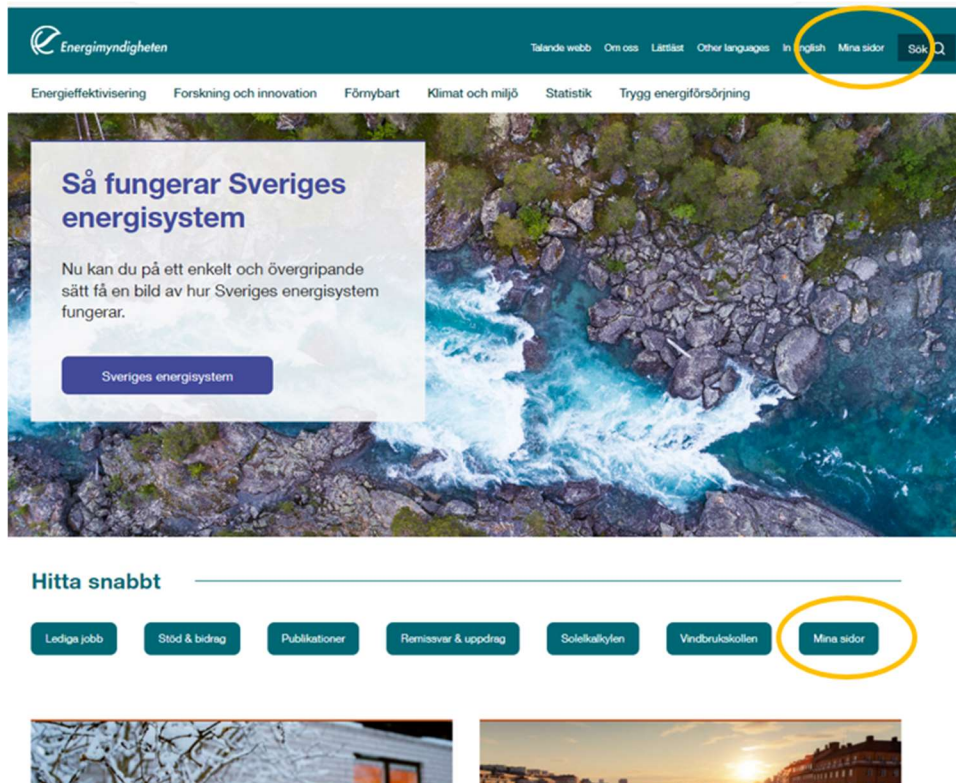 Energimyndigheten
Talande webb Om oss Lättläst Other languages In English Mina sidor Sök
Energieffektivisering Forskning och innovation Förnybart Klimat och miljö Statistik Trygg energiförsörjning
Så fungerar Sveriges
energisystem
Nu kan du på ett enkelt och övergripande
sätt få en bild av hur Sveriges energisystem
fungerar.
Sveriges energisystem
Hitta snabbt
Lediga jobb Stöd & bidrag Publikationer Remissvar & uppdrag Solelkalkylen Vindbrukskollen Mina sidor